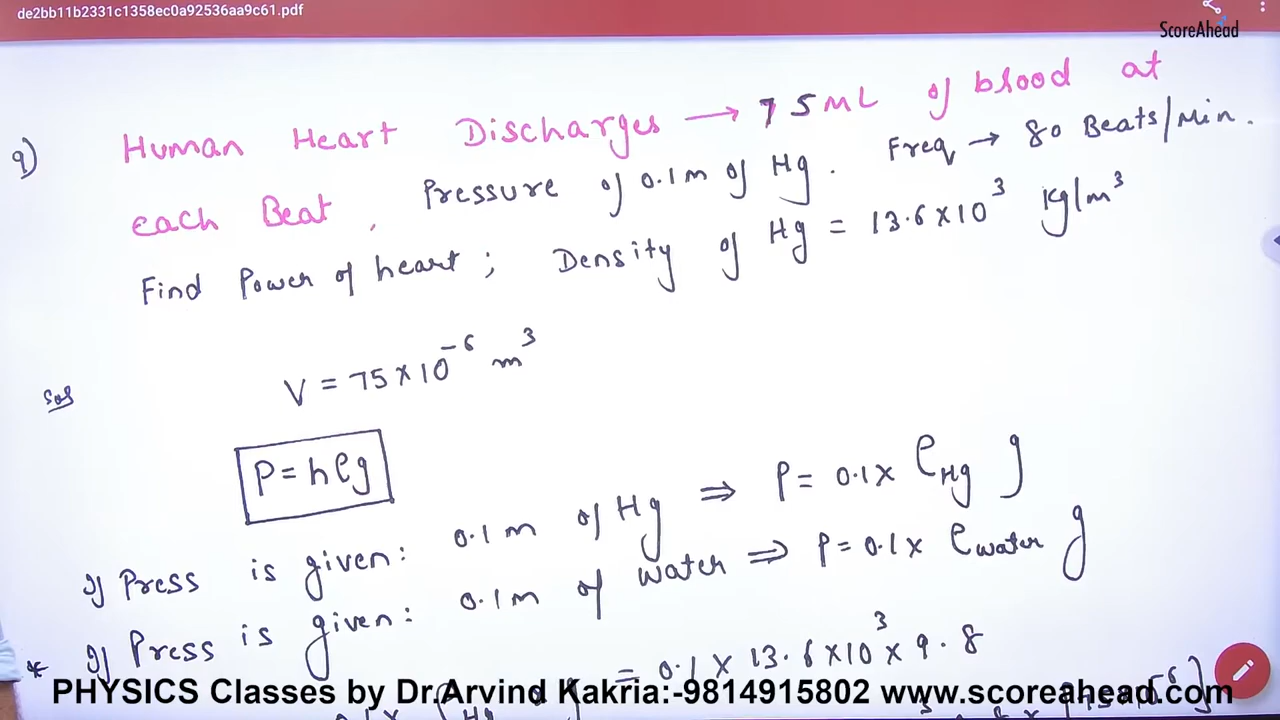 de2bb11b2331c1358ec0a92536aa9c61.pdf
ScoreAhead
Q) Human Heart Discharges → 75 mL of blood at
each Beat, Pressure of 0.1m of Hg. Freq → 80 Beats/Min.
Find Power of heart; Density of Hg = 13.6×10³ Kg/m³
Sol V = 75×10⁻⁶ m³
P = hρg
If Press is given: 0.1m of Hg ⇒ P = 0.1× ρHg g
* If Press is given: 0.1m of water ⇒ P = 0.1× ρwater g
= 0.1 × 13.6×10³ × 9.8
PHYSICS Classes by Dr.Arvind Kakria:-9814915802 www.scoreahead.com